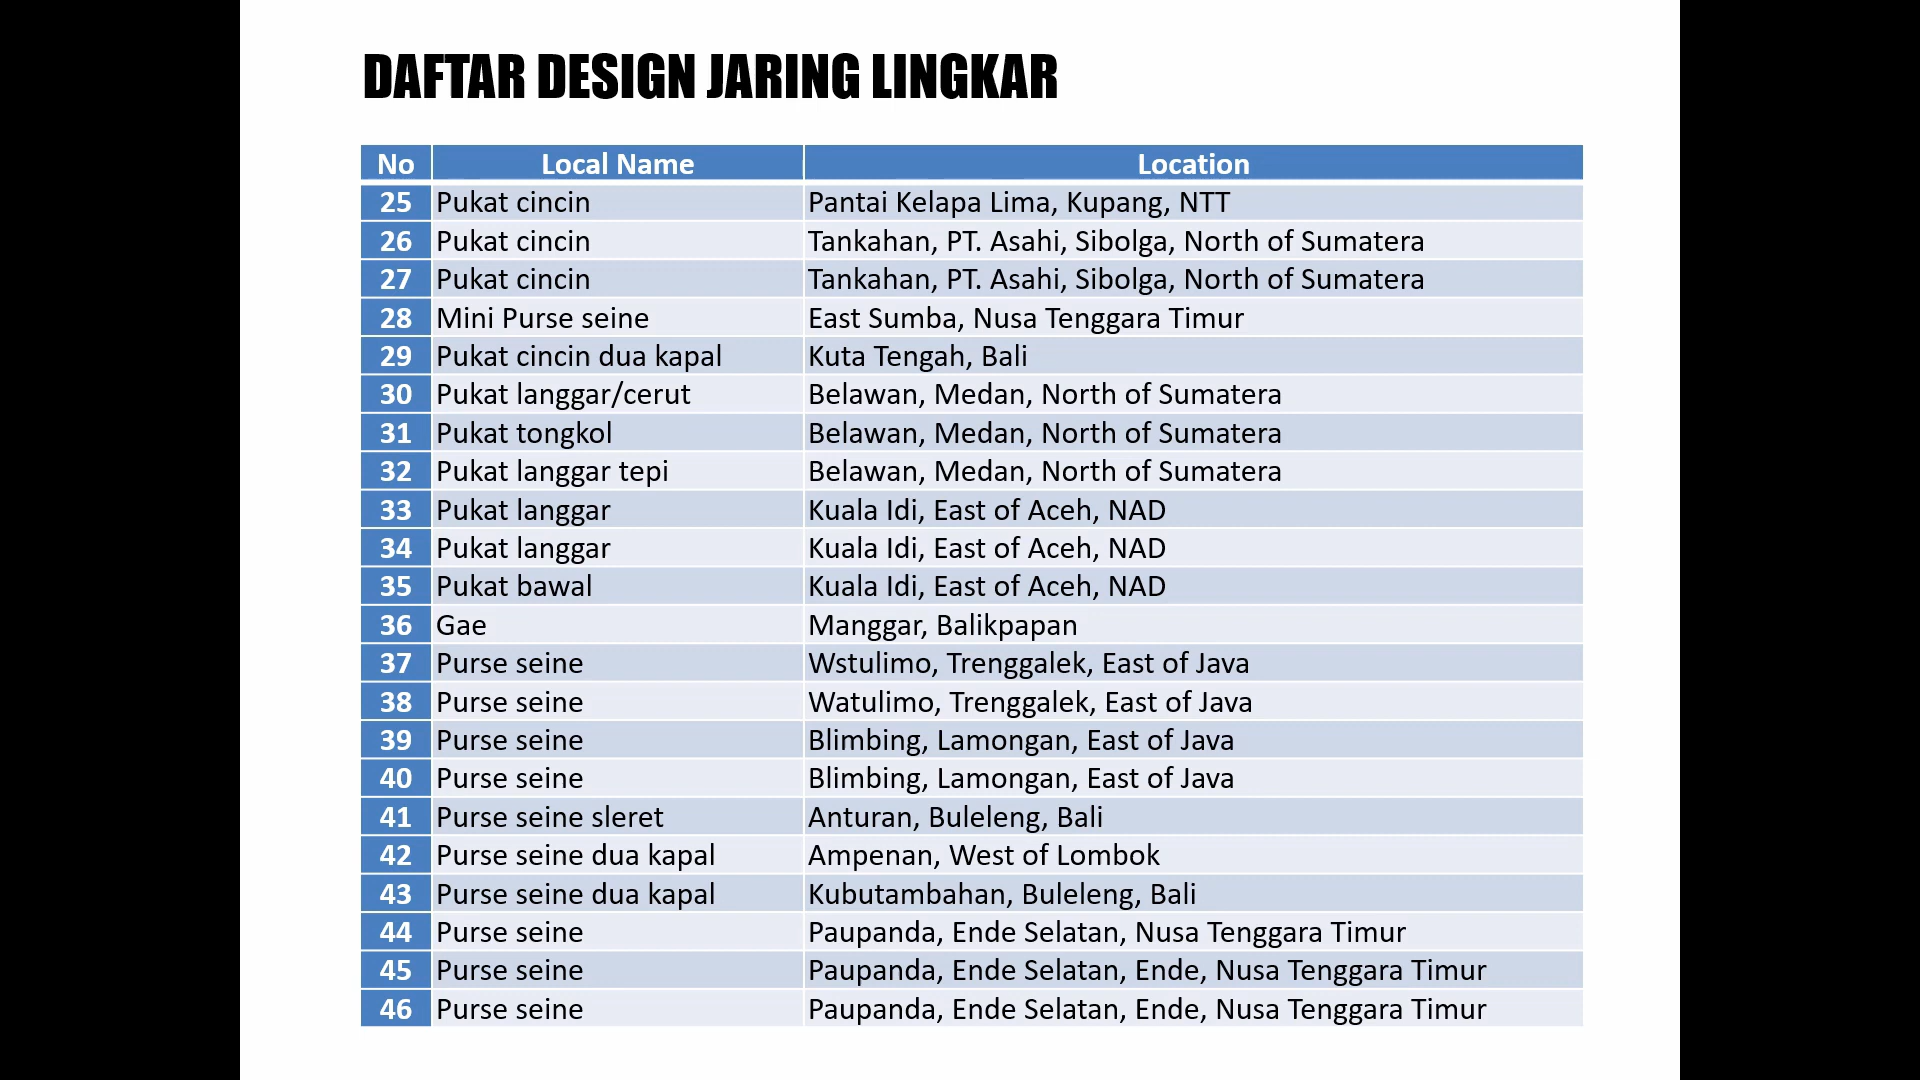 DAFTAR DESIGN JARING LINGKAR
No Local Name Location
25 Pukat cincin Pantai Kelapa Lima, Kupang, NTT
26 Pukat cincin Tankahan, PT. Asahi, Sibolga, North of Sumatera
27 Pukat cincin Tankahan, PT. Asahi, Sibolga, North of Sumatera
28 Mini Purse seine East Sumba, Nusa Tenggara Timur
29 Pukat cincin dua kapal Kuta Tengah, Bali
30 Pukat langgar/cerut Belawan, Medan, North of Sumatera
31 Pukat tongkol Belawan, Medan, North of Sumatera
32 Pukat langgar tepi Belawan, Medan, North of Sumatera
33 Pukat langgar Kuala Idi, East of Aceh, NAD
34 Pukat langgar Kuala Idi, East of Aceh, NAD
35 Pukat bawal Kuala Idi, East of Aceh, NAD
36 Gae Manggar, Balikpapan
37 Purse seine Wstulimo, Trenggalek, East of Java
38 Purse seine Watulimo, Trenggalek, East of Java
39 Purse seine Blimbing, Lamongan, East of Java
40 Purse seine Blimbing, Lamongan, East of Java
41 Purse seine sleret Anturan, Buleleng, Bali
42 Purse seine dua kapal Ampenan, West of Lombok
43 Purse seine dua kapal Kubutambahan, Buleleng, Bali
44 Purse seine Paupanda, Ende Selatan, Nusa Tenggara Timur
45 Purse seine Paupanda, Ende Selatan, Ende, Nusa Tenggara Timur
46 Purse seine Paupanda, Ende Selatan, Ende, Nusa Tenggara Timur